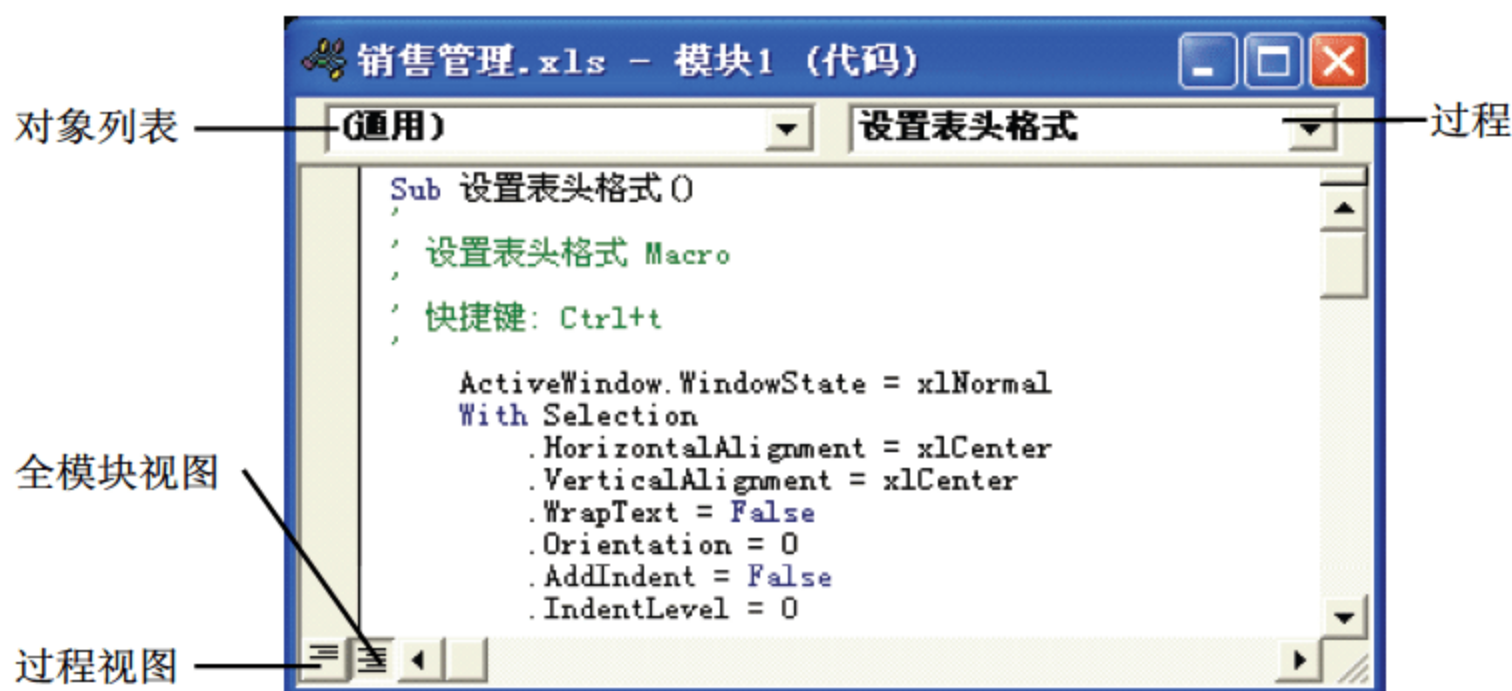 销售管理.xls - 模块1 (代码)
对象列表
(通用)
设置表头格式
过程
Sub 设置表头格式()
'
' 设置表头格式 Macro
'
' 快捷键: Ctrl+t
'
ActiveWindow.WindowState = xlNormal
With Selection
.HorizontalAlignment = xlCenter
.VerticalAlignment = xlCenter
.WrapText = False
.Orientation = 0
.AddIndent = False
.IndentLevel = 0
全模块视图
过程视图